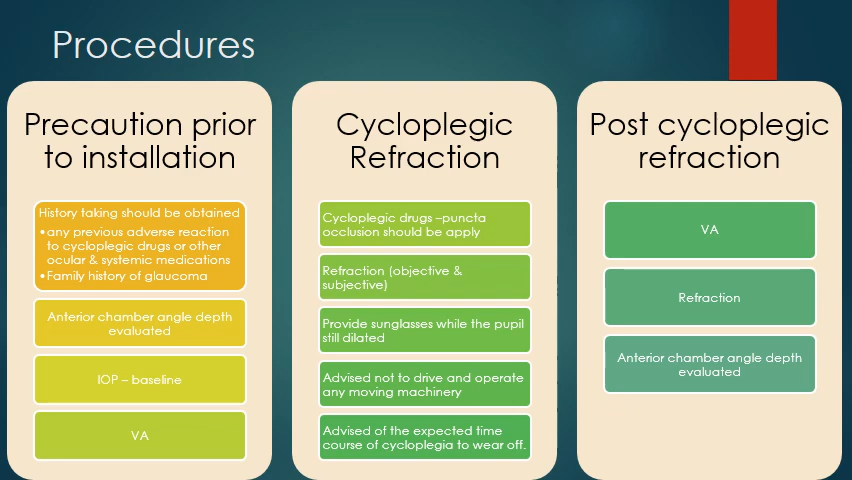 Procedures
Precaution prior
to installation
History taking should be obtained
•any previous adverse reaction
to cycloplegic drugs or other
ocular & systemic medications
•Family history of glaucoma
Anterior chamber angle depth
evaluated
IOP – baseline
VA
Cycloplegic
Refraction
Cycloplegic drugs –puncta
occlusion should be apply
Refraction (objective &
subjective)
Provide sunglasses while the pupil
still dilated
Advised not to drive and operate
any moving machinery
Advised of the expected time
course of cycloplegia to wear off.
Post cycloplegic
refraction
VA
Refraction
Anterior chamber angle depth
evaluated